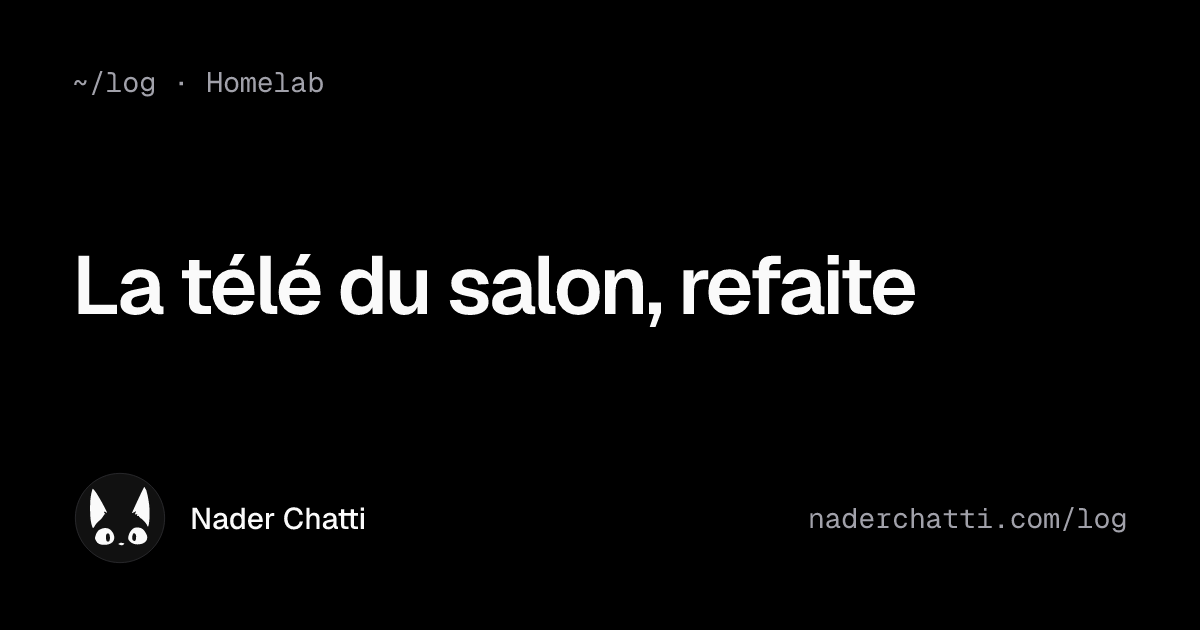 ~/log · Homelab
La télé du salon, refaite
Nader Chatti
naderchatti.com/log